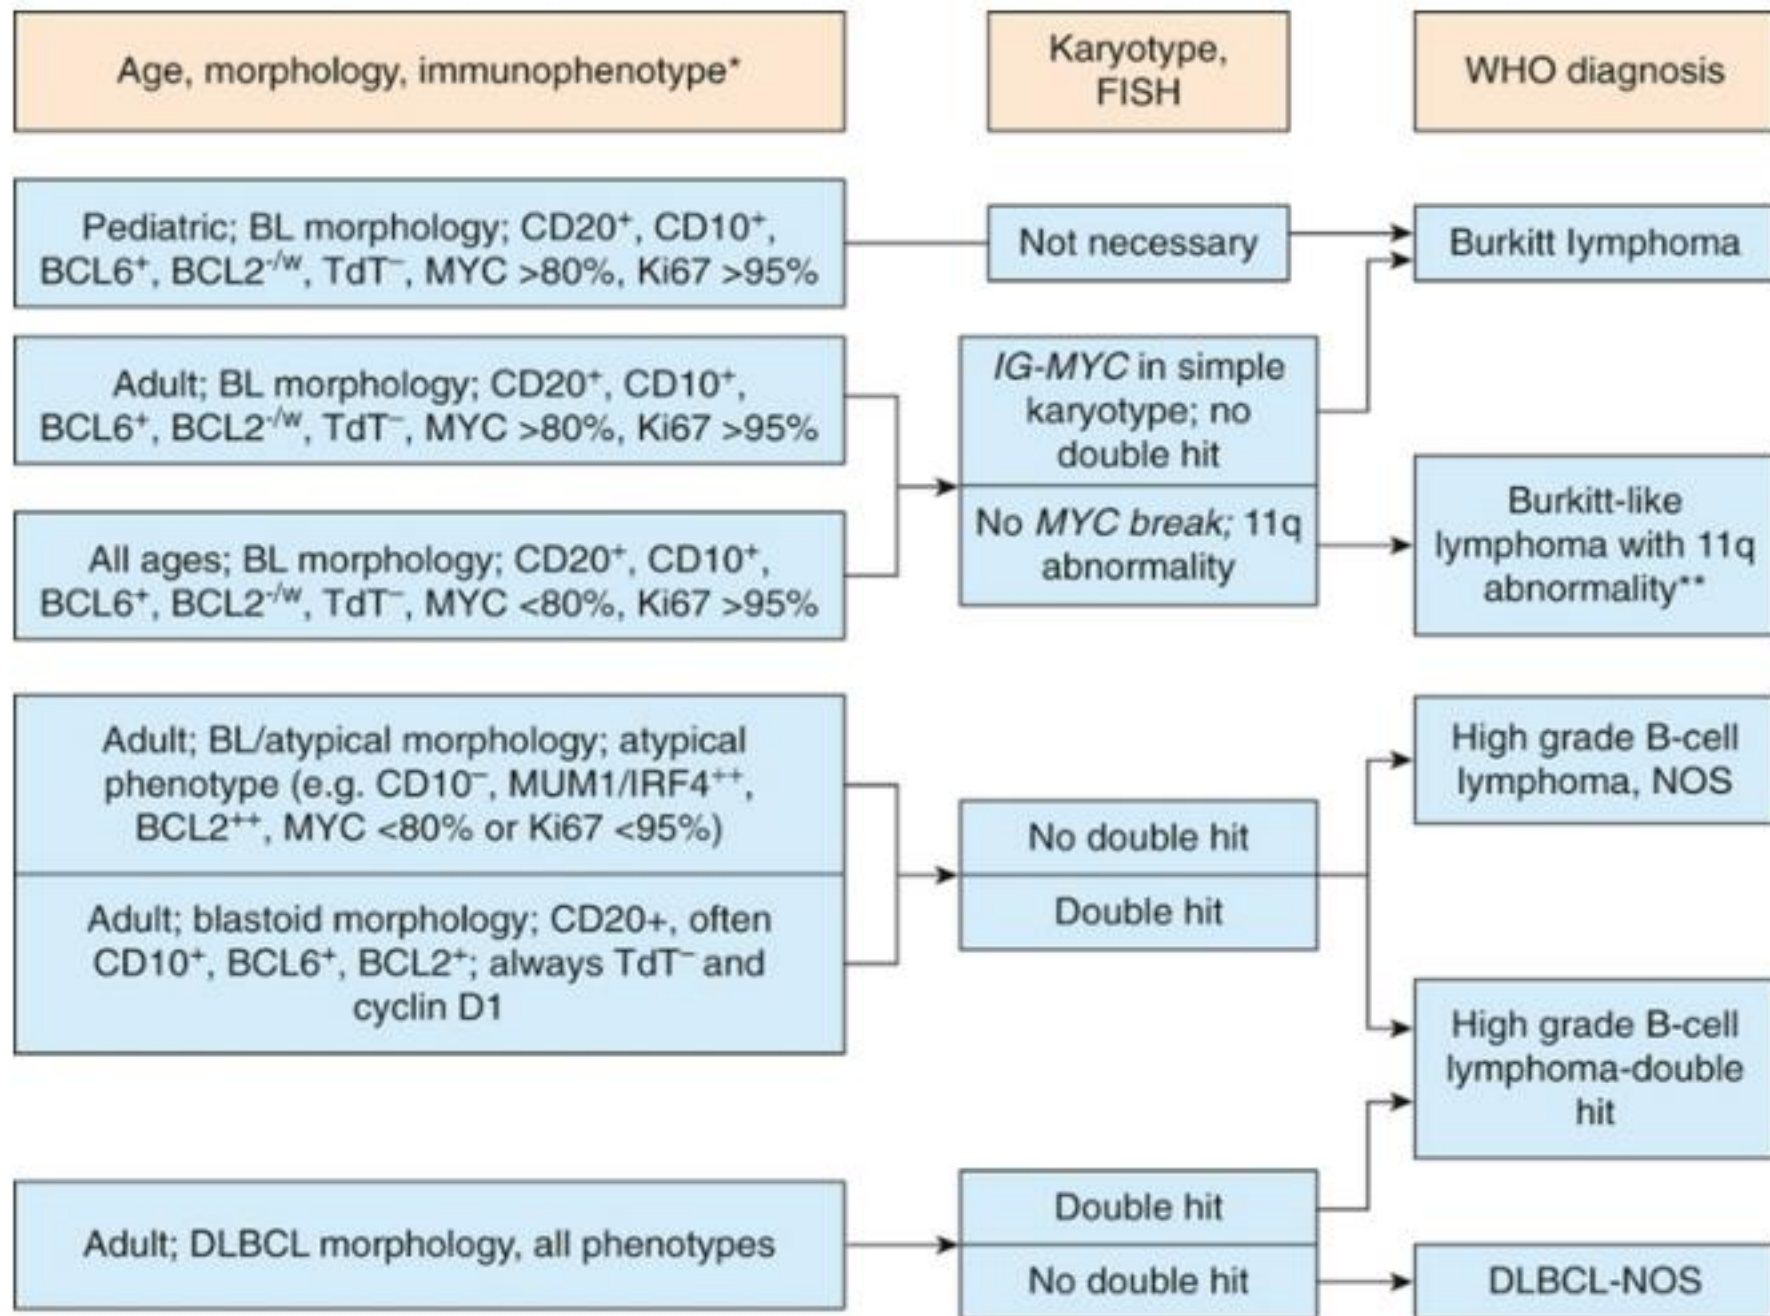 Age, morphology, immunophenotype*
Karyotype,
FISH
WHO diagnosis
Pediatric; BL morphology; CD20⁺, CD10⁺,
BCL6⁺, BCL2⁻/ʷ, TdT⁻, MYC >80%, Ki67 >95%
Not necessary
Burkitt lymphoma
Adult; BL morphology; CD20⁺, CD10⁺,
BCL6⁺, BCL2⁻/ʷ, TdT⁻, MYC >80%, Ki67 >95%
IG-MYC in simple
karyotype; no
double hit
All ages; BL morphology; CD20⁺, CD10⁺,
BCL6⁺, BCL2⁻/ʷ, TdT⁻, MYC <80%, Ki67 >95%
No MYC break; 11q
abnormality
Burkitt-like
lymphoma with 11q
abnormality**
Adult; BL/atypical morphology; atypical
phenotype (e.g. CD10⁻, MUM1/IRF4⁺⁺,
BCL2⁺⁺, MYC <80% or Ki67 <95%)
Adult; blastoid morphology; CD20+, often
CD10⁺, BCL6⁺, BCL2⁺; always TdT⁻ and
cyclin D1
No double hit
Double hit
High grade B-cell
lymphoma, NOS
High grade B-cell
lymphoma-double
hit
Adult; DLBCL morphology, all phenotypes
Double hit
No double hit
DLBCL-NOS